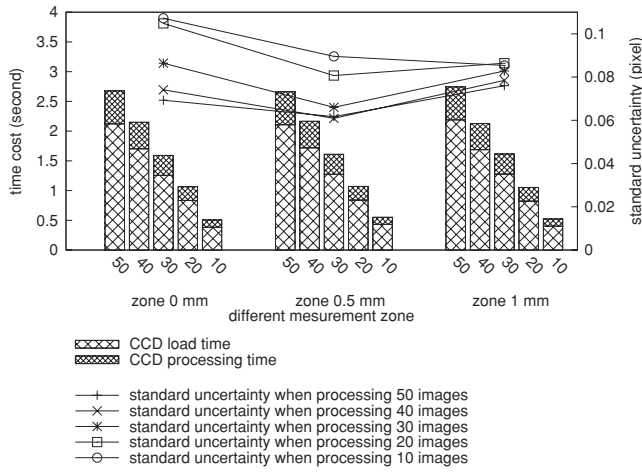 4
3.5
3
2.5
2
1.5
1
0.5
0
time cost (second)
0.1
0.08
0.06
0.04
0.02
0
standard uncertainty (pixel)
50 40 30 20 10 50 40 30 20 10 50 40 30 20 10
zone 0 mm zone 0.5 mm zone 1 mm
different mesurement zone
CCD load time
CCD processing time
standard uncertainty when processing 50 images
standard uncertainty when processing 40 images
standard uncertainty when processing 30 images
standard uncertainty when processing 20 images
standard uncertainty when processing 10 images